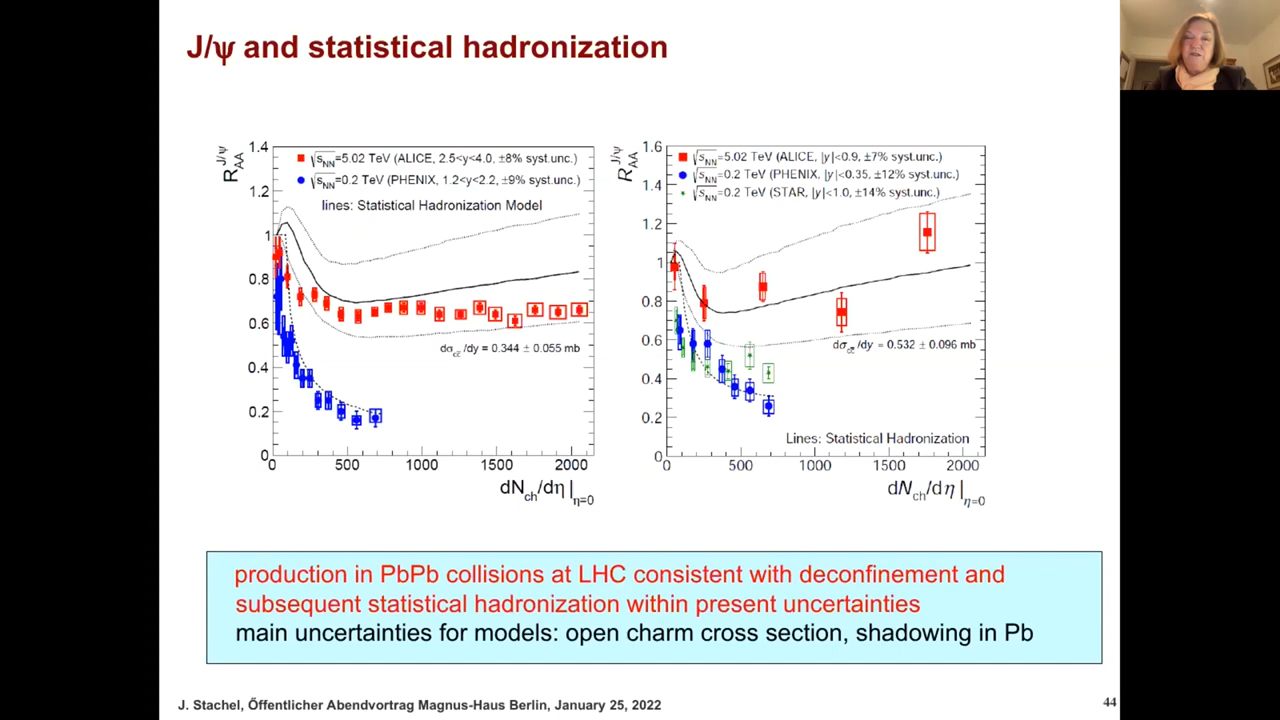 J/ψ and statistical hadronization
R_AA^J/ψ
1.4
1.2
1
0.8
0.6
0.4
0.2
0
√s_NN=5.02 TeV (ALICE, 2.5<y<4.0, ±8% syst.unc.)
√s_NN=0.2 TeV (PHENIX, 1.2<y<2.2, ±9% syst.unc.)
lines: Statistical Hadronization Model
dσ_cc̄/dy = 0.344 ± 0.055 mb
0 500 1000 1500 2000
dN_ch/dη|_η=0
R_AA^J/ψ
1.6
1.4
1.2
1
0.8
0.6
0.4
0.2
0
√s_NN=5.02 TeV (ALICE, |y|<0.9, ±7% syst.unc.)
√s_NN=0.2 TeV (PHENIX, |y|<0.35, ±12% syst.unc.)
√s_NN=0.2 TeV (STAR, |y|<1.0, ±14% syst.unc.)
dσ_cc̄/dy = 0.532 ± 0.096 mb
Lines: Statistical Hadronization
0 500 1000 1500 2000
dN_ch/dη|_η=0
production in PbPb collisions at LHC consistent with deconfinement and
subsequent statistical hadronization within present uncertainties
main uncertainties for models: open charm cross section, shadowing in Pb
J. Stachel, Öffentlicher Abendvortrag Magnus-Haus Berlin, January 25, 2022
44